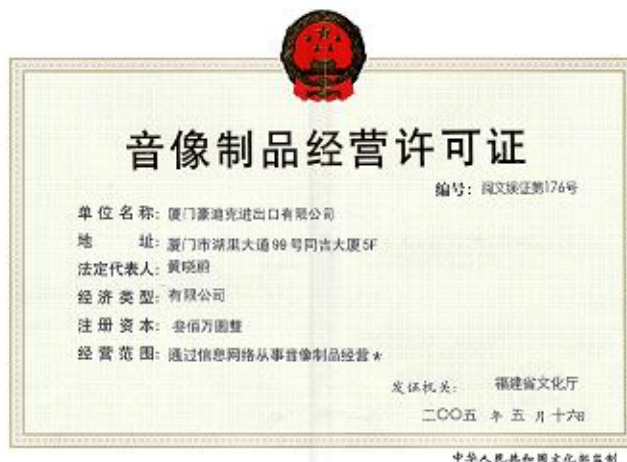 音像制品经营许可证
编号: 闽文娱证第176号
单位名称: 厦门豪迪克进出口有限公司
地 址: 厦门市湖里大道99号同吉大厦5F
法定代表人: 黄晓蔚
经济类型: 有限公司
注册资本: 叁佰万圆整
经营范围: 通过信息网络从事音像制品经营*
发证机关: 福建省文化厅
二〇〇五 年 五 月 十六日
中华人民共和国文化部监制